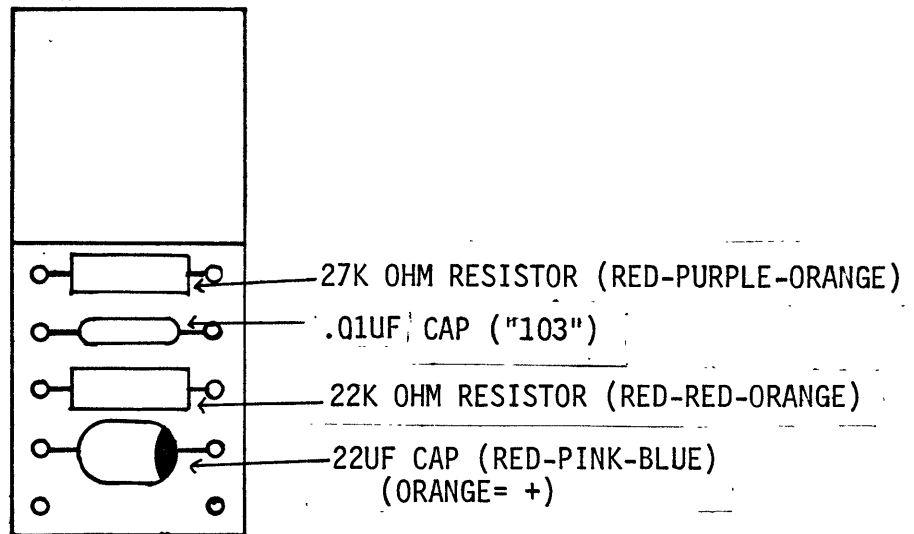 27K OHM RESISTOR (RED-PURPLE-ORANGE)
.01UF CAP ("103")
22K OHM RESISTOR (RED-RED-ORANGE)
22UF CAP (RED-PINK-BLUE)
(ORANGE= +)